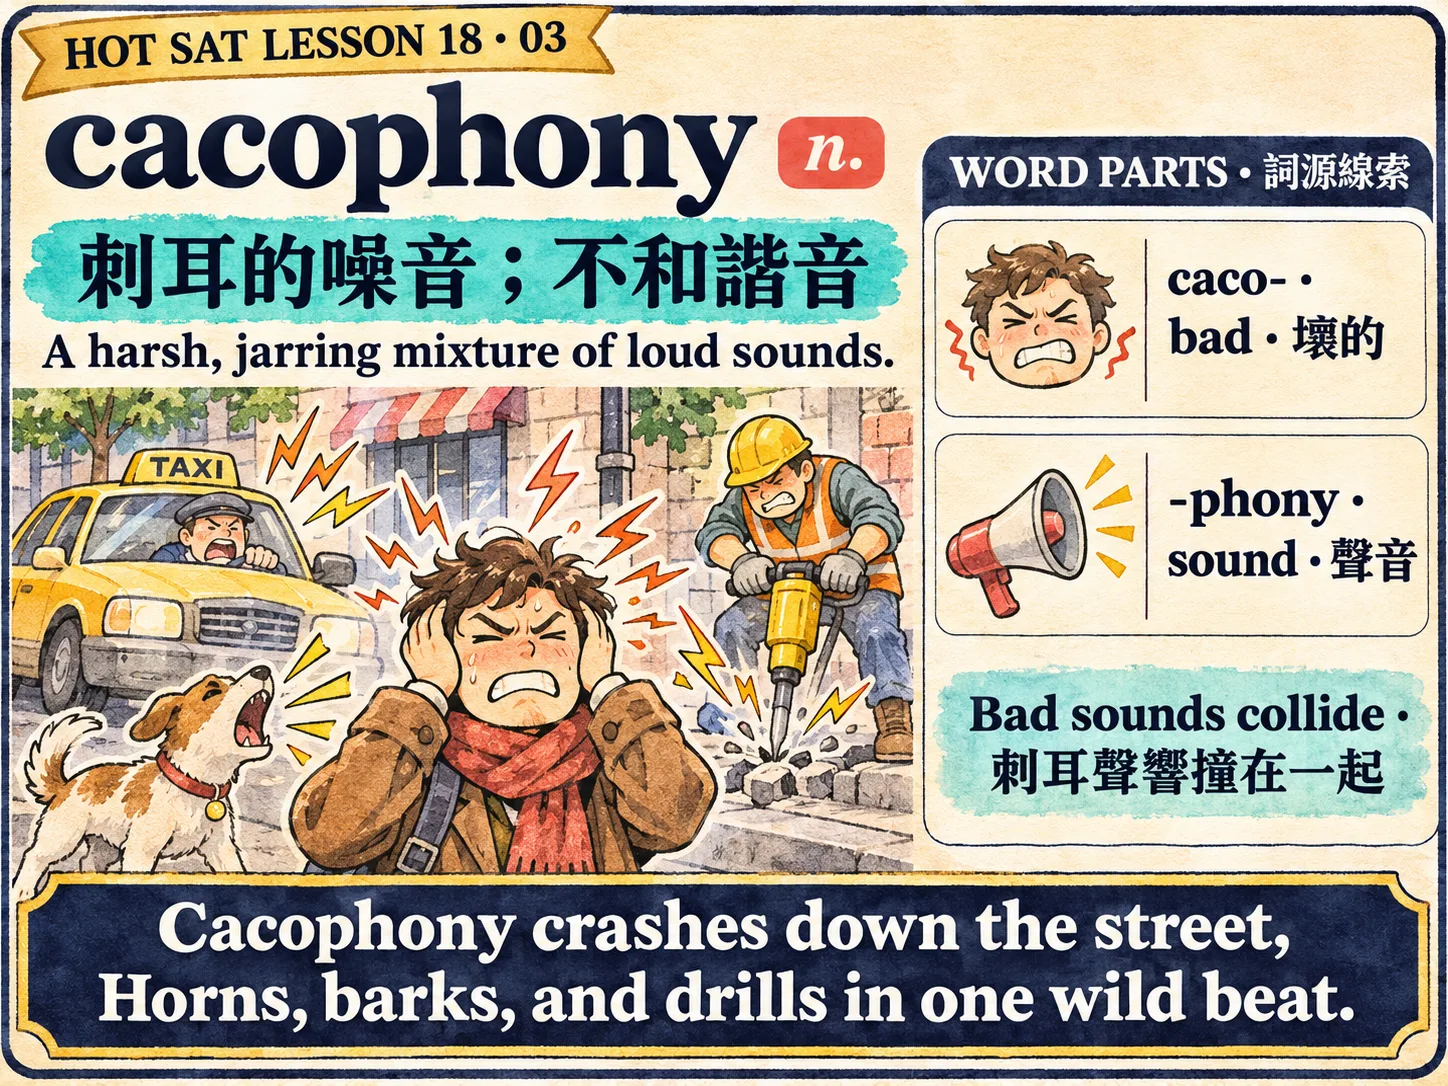 HOT SAT LESSON 18 • 03
cacophony n.
刺耳的噪音；不和諧音
A harsh, jarring mixture of loud sounds.
TAXI
WORD PARTS • 詞源線索
caco- •
bad • 壞的
-phony •
sound • 聲音
Bad sounds collide •
刺耳聲響撞在一起
Cacophony crashes down the street,
Horns, barks, and drills in one wild beat.